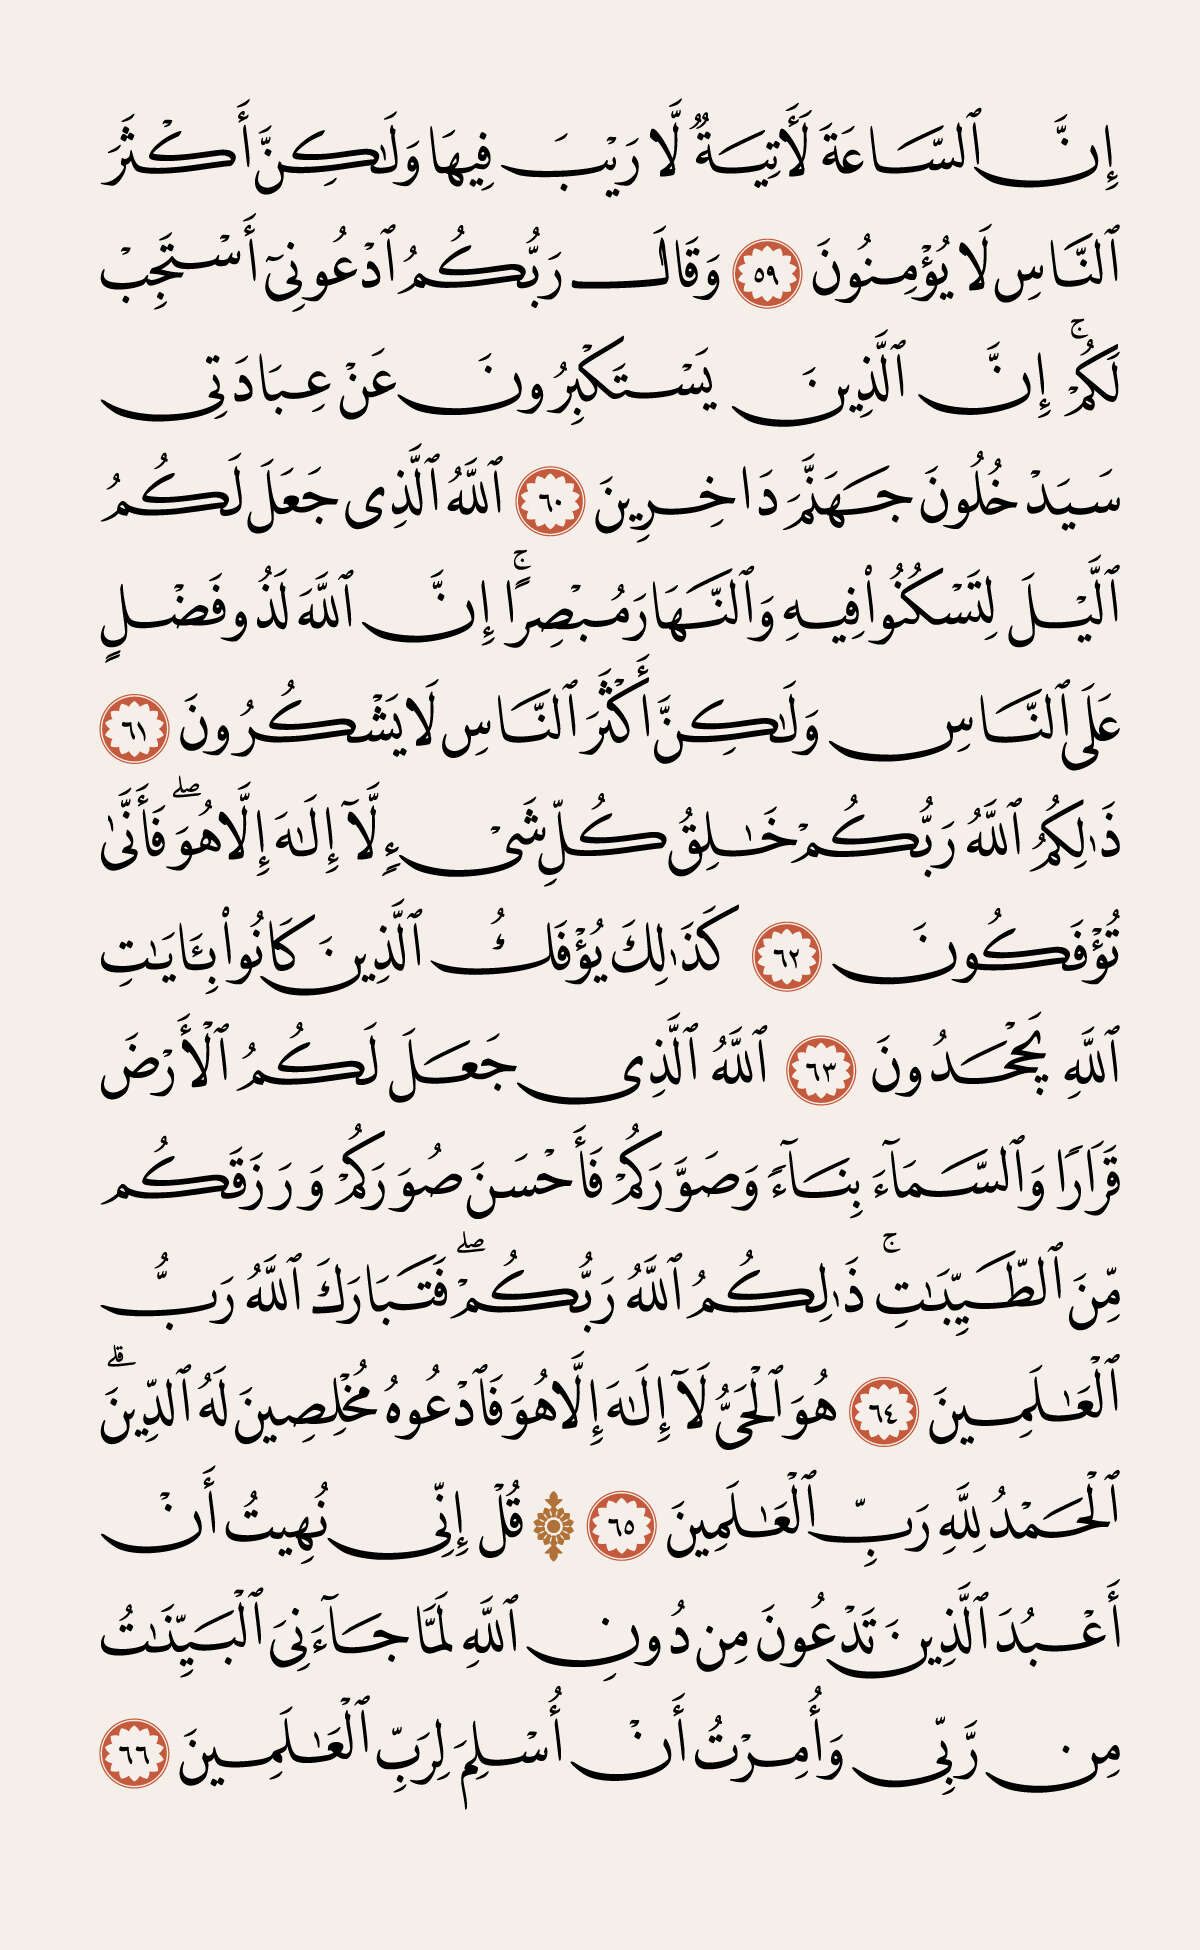 إِنَّ ٱلسَّاعَةَ لَـَٔاتِيَةٌ لَّا رَيْبَ فِيهَا وَلَـٰكِنَّ أَكْثَرَ
ٱلنَّاسِ لَا يُؤْمِنُونَ ٥٩ وَقَالَ رَبُّكُمُ ٱدْعُونِىٓ أَسْتَجِبْ
لَكُمْ ۚ إِنَّ ٱلَّذِينَ يَسْتَكْبِرُونَ عَنْ عِبَادَتِى
سَيَدْخُلُونَ جَهَنَّمَ دَاخِرِينَ ٦٠ ٱللَّهُ ٱلَّذِى جَعَلَ لَكُمُ
ٱلَّيْلَ لِتَسْكُنُوا۟ فِيهِ وَٱلنَّهَارَ مُبْصِرًا ۚ إِنَّ ٱللَّهَ لَذُو فَضْلٍ
عَلَى ٱلنَّاسِ وَلَـٰكِنَّ أَكْثَرَ ٱلنَّاسِ لَا يَشْكُرُونَ ٦١
ذَٰلِكُمُ ٱللَّهُ رَبُّكُمْ خَـٰلِقُ كُلِّ شَىْءٍ لَّآ إِلَـٰهَ إِلَّا هُوَ ۖ فَأَنَّىٰ
تُؤْفَكُونَ ٦٢ كَذَٰلِكَ يُؤْفَكُ ٱلَّذِينَ كَانُوا۟ بِـَٔايَـٰتِ
ٱللَّهِ يَجْحَدُونَ ٦٣ ٱللَّهُ ٱلَّذِى جَعَلَ لَكُمُ ٱلْأَرْضَ
قَرَارًا وَٱلسَّمَآءَ بِنَآءً وَصَوَّرَكُمْ فَأَحْسَنَ صُوَرَكُمْ وَرَزَقَكُم
مِّنَ ٱلطَّيِّبَـٰتِ ۚ ذَٰلِكُمُ ٱللَّهُ رَبُّكُمْ ۖ فَتَبَارَكَ ٱللَّهُ رَبُّ
ٱلْعَـٰلَمِينَ ٦٤ هُوَ ٱلْحَىُّ لَآ إِلَـٰهَ إِلَّا هُوَ فَٱدْعُوهُ مُخْلِصِينَ لَهُ ٱلدِّينَ ۗ
ٱلْحَمْدُ لِلَّهِ رَبِّ ٱلْعَـٰلَمِينَ ٦٥ ۞ قُلْ إِنِّى نُهِيتُ أَنْ
أَعْبُدَ ٱلَّذِينَ تَدْعُونَ مِن دُونِ ٱللَّهِ لَمَّا جَآءَنِىَ ٱلْبَيِّنَـٰتُ
مِن رَّبِّى وَأُمِرْتُ أَنْ أُسْلِمَ لِرَبِّ ٱلْعَـٰلَمِينَ ٦٦